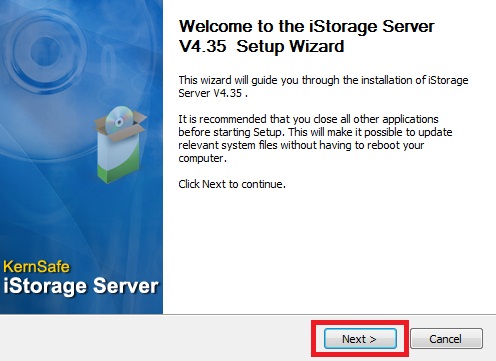 Welcome to the iStorage Server
V4.35 Setup Wizard
This wizard will guide you through the installation of iStorage
Server V4.35 .
It is recommended that you close all other applications
before starting Setup. This will make it possible to update
relevant system files without having to reboot your
computer.
Click Next to continue.
KernSafe
iStorage Server
Next >
Cancel